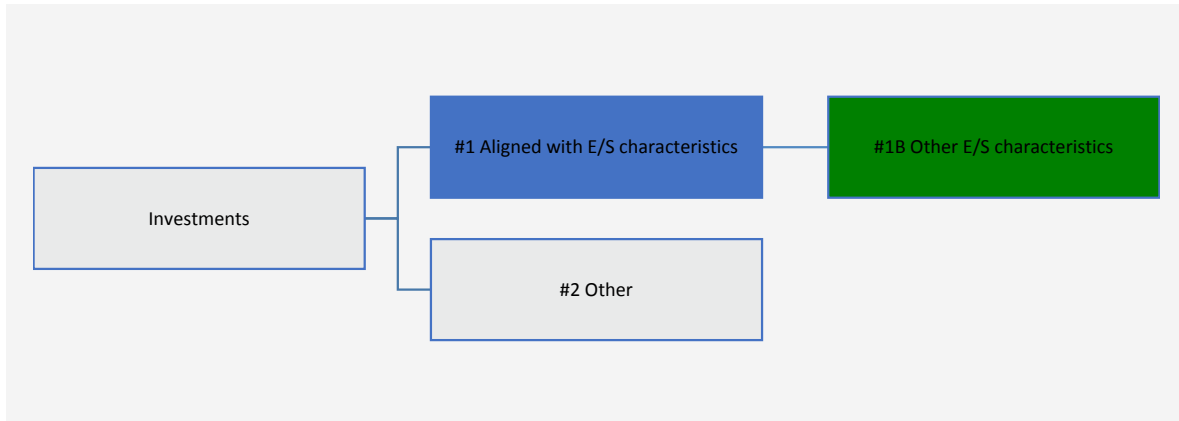 #1 Aligned with E/S characteristics
#1B Other E/S characteristics
Investments
#2 Other